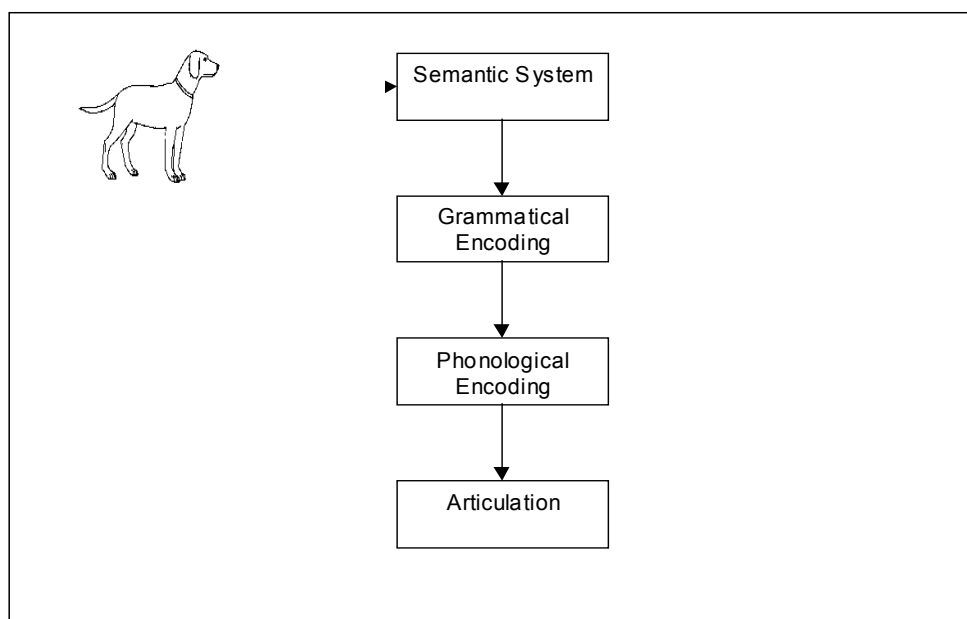 Semantic System
Grammatical
Encoding
Phonological
Encoding
Articulation